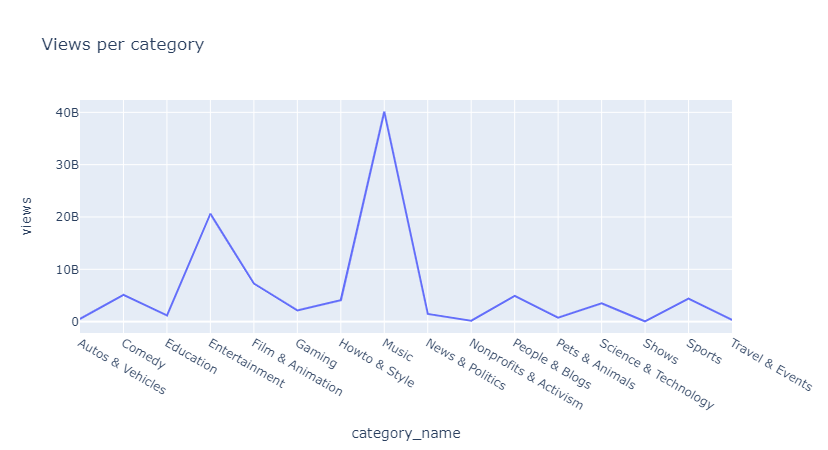 Views per category
40B
30B
20B
10B
0
views
Autos & Vehicles
Comedy
Education
Entertainment
Film & Animation
Gaming
Howto & Style
Music
News & Politics
Nonprofits & Activism
People & Blogs
Pets & Animals
Science & Technology
Shows
Sports
Travel & Events
category_name